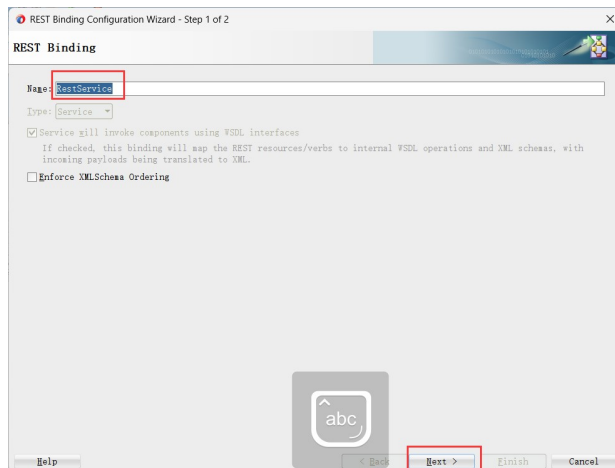 REST Binding Configuration Wizard - Step 1 of 2
REST Binding
Name: RestService
Type: Service
Service will invoke components using WSDL interfaces
If checked, this binding will map the REST resources/verbs to internal WSDL operations and XML schemas, with
incoming payloads being translated to XML.
Enforce XMLSchema Ordering
abc
Help < Back Next > Finish Cancel